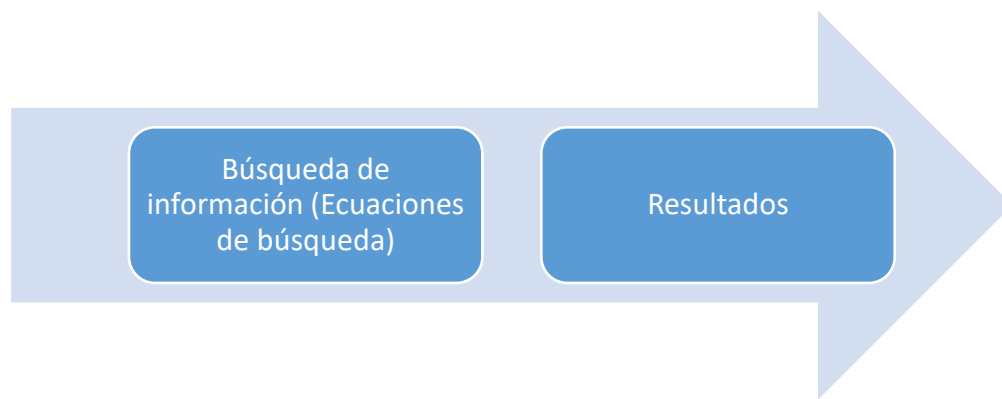 Búsqueda de
información (Ecuaciones
de búsqueda)
Resultados